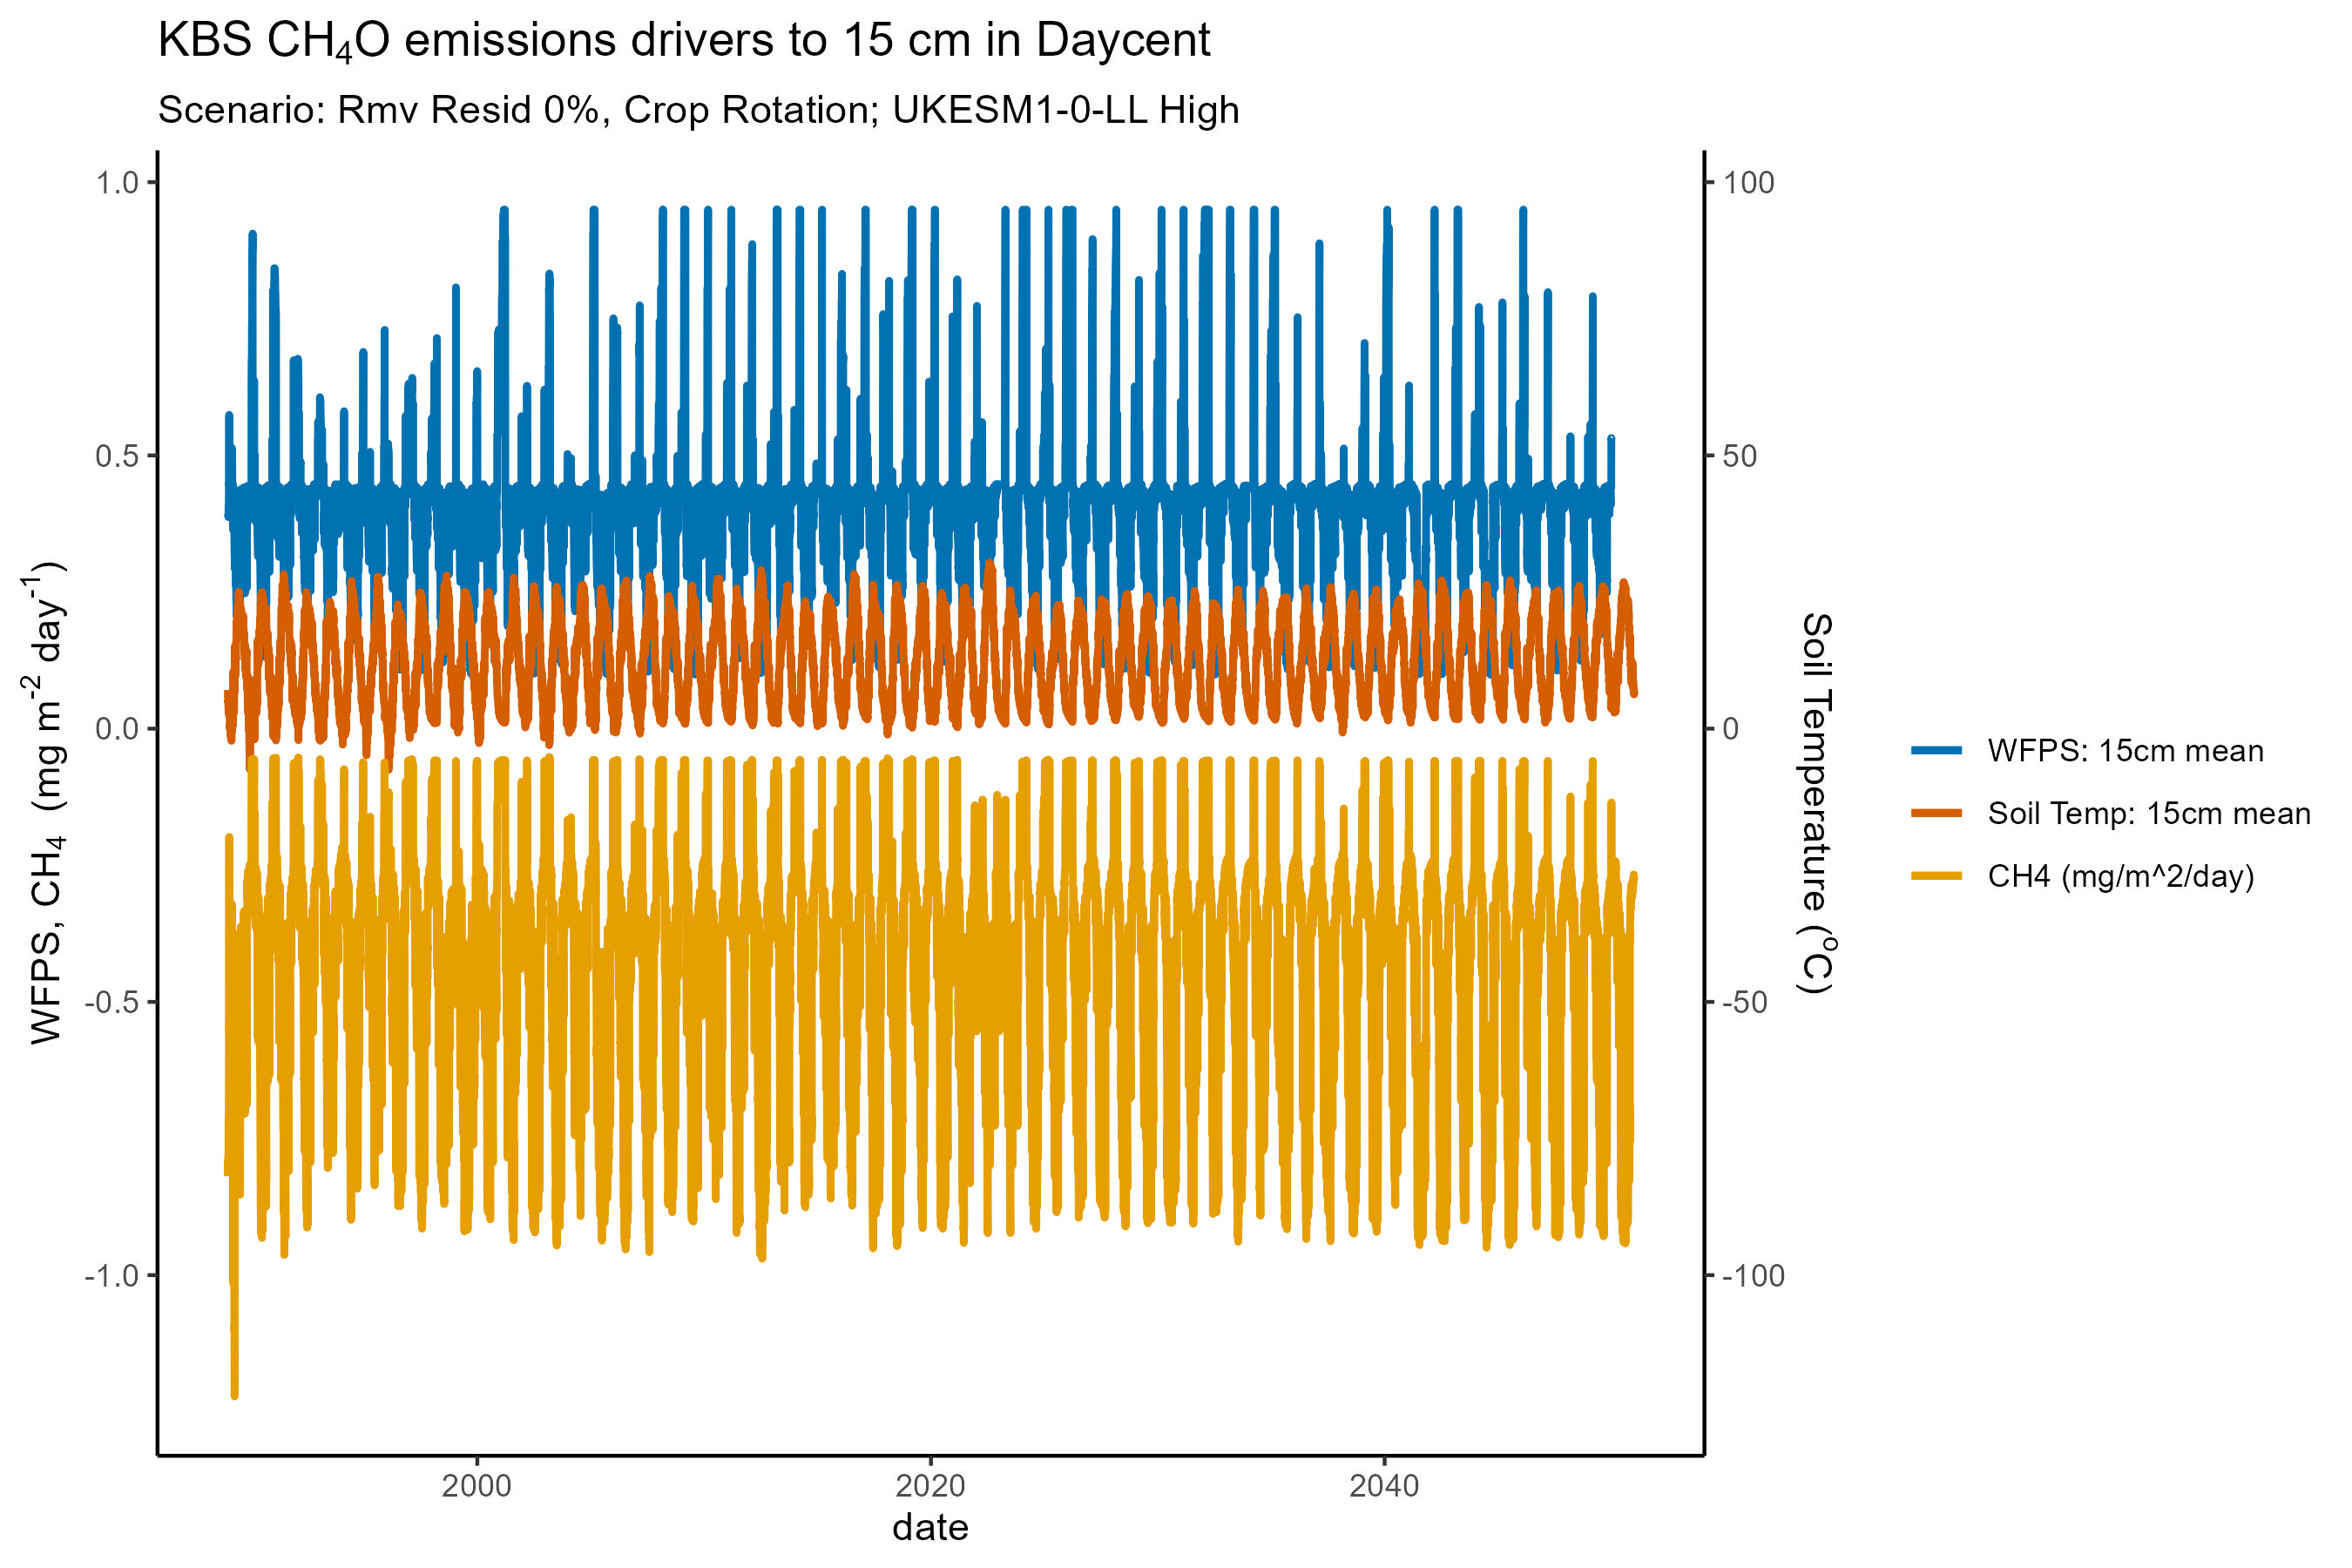 KBS CH₄O emissions drivers to 15 cm in Daycent
Scenario: Rmv Resid 0%, Crop Rotation; UKESM1-0-LL High
WFPS, CH₄ (mg m⁻² day⁻¹)
1.0
0.5
0.0
-0.5
-1.0
100
50
0
-50
-100
Soil Temperature (ᵒC)
2000
2020
2040
date
WFPS: 15cm mean
Soil Temp: 15cm mean
CH4 (mg/m^2/day)